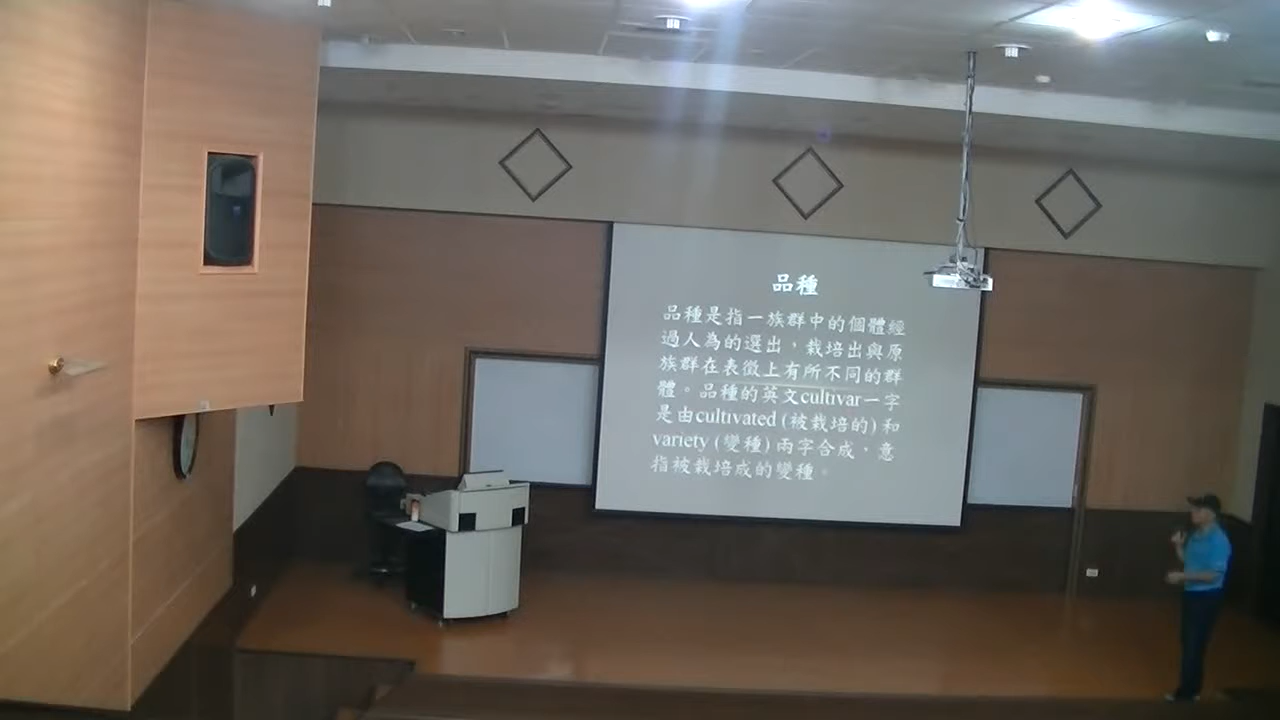 品種
品種是指一族群中的個體經
過人為的選出，栽培出與原
族群在表徵上有所不同的群
體。品種的英文cultivar一字
是由cultivated (被栽培的) 和
variety (變種) 兩字合成，意
指被栽培成的變種。